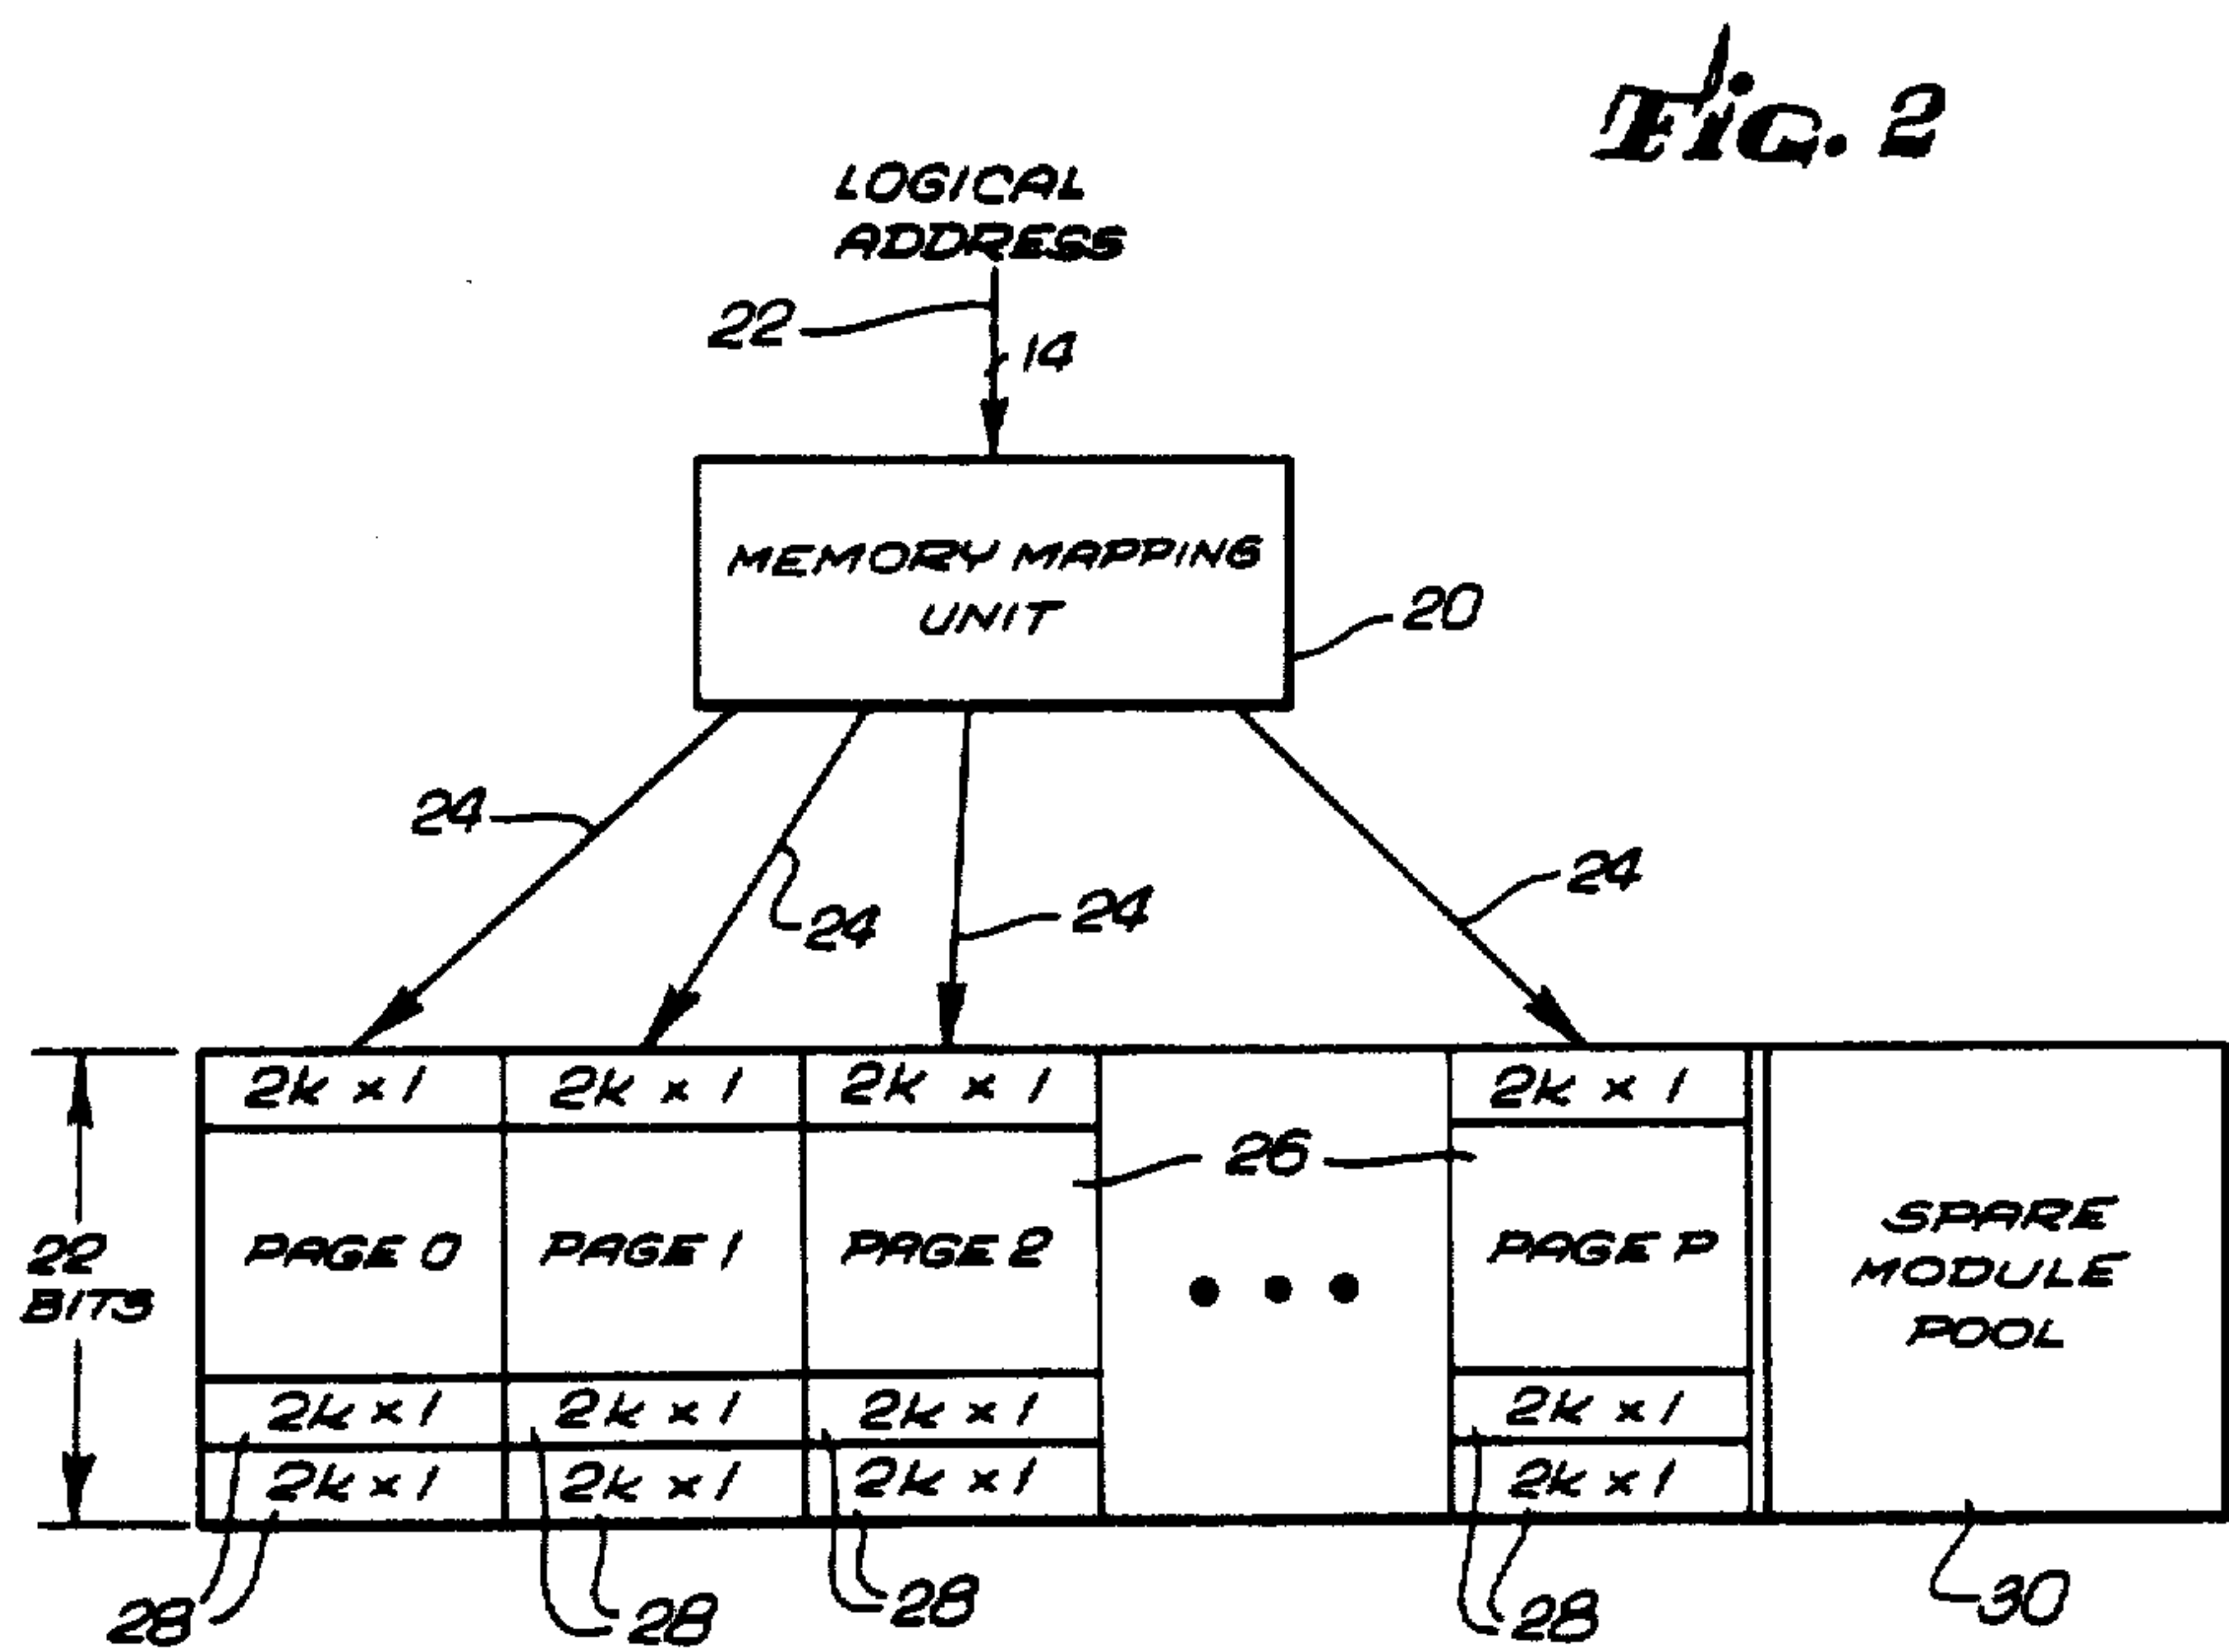 Fig. 2
LOGICAL
ADDRESS
22
14
MEMORY MAPPING
UNIT
20
24
24
24
24
2K x 1
2K x 1
2K x 1
2K x 1
26
22
BITS
PAGE 0
PAGE 1
PAGE 2
PAGE P
SPARE
MODULE
POOL
2K x 1
2K x 1
2K x 1
2K x 1
2K x 1
2K x 1
2K x 1
2K x 1
28
28
28
28
30